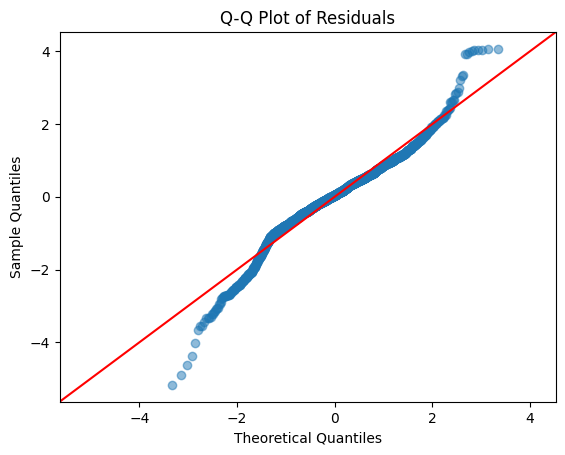 Q-Q Plot of Residuals
4
2
0
−2
−4
Sample Quantiles
−4 −2 0 2 4
Theoretical Quantiles